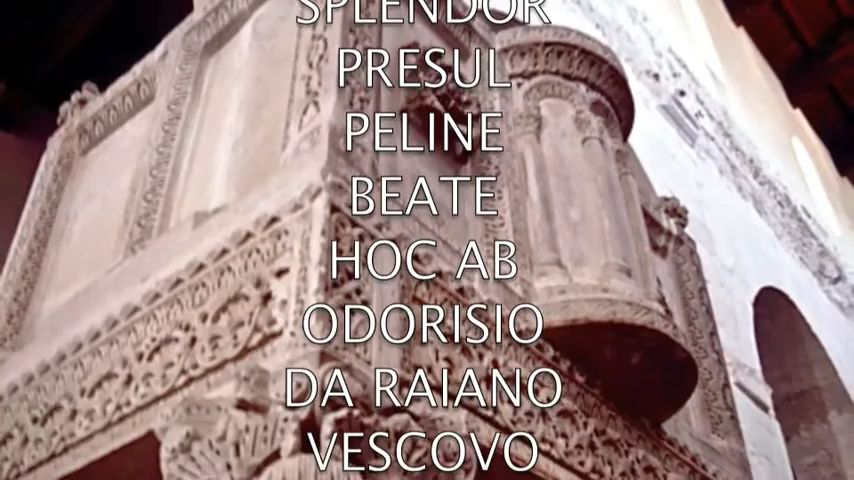 SPLENDOR
PRESUL
PELINE
BEATE
HOC AB
ODORISIO
DA RAIANO
VESCOVO